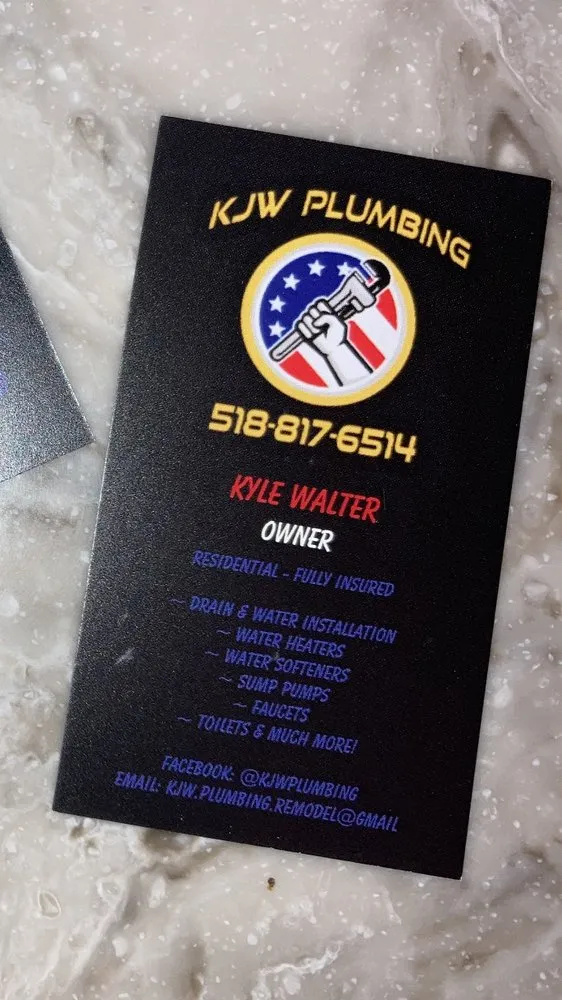 KJW PLUMBING
518-817-6514
KYLE WALTER
OWNER
RESIDENTIAL - FULLY INSURED
~ DRAIN & WATER INSTALLATION
~ WATER HEATERS
~ WATER SOFTENERS
~ SUMP PUMPS
~ FAUCETS
~ TOILETS & MUCH MORE!
FACEBOOK: @KJWPLUMBING
EMAIL: KJW.PLUMBING.REMODEL@GMAIL